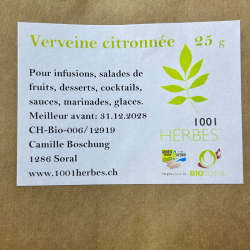 Verveine citronnée 25 g
Pour infusions, salades de
fruits, desserts, cocktails,
sauces, marinades, glaces.
Meilleur avant: 31.12.2028
CH-Bio-006/12919
Camille Boschung
1286 Soral
www.1001herbes.ch
1001
HERBES